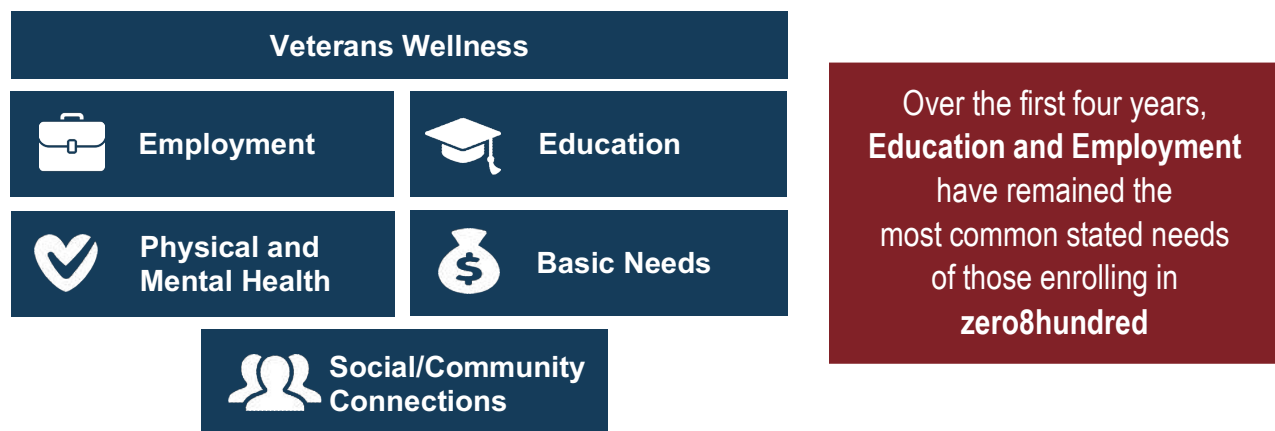 Veterans Wellness
Employment
Education
Physical and
Mental Health
$
Basic Needs
Social/Community
Connections
Over the first four years,
Education and Employment
have remained the
most common stated needs
of those enrolling in
zero8hundred